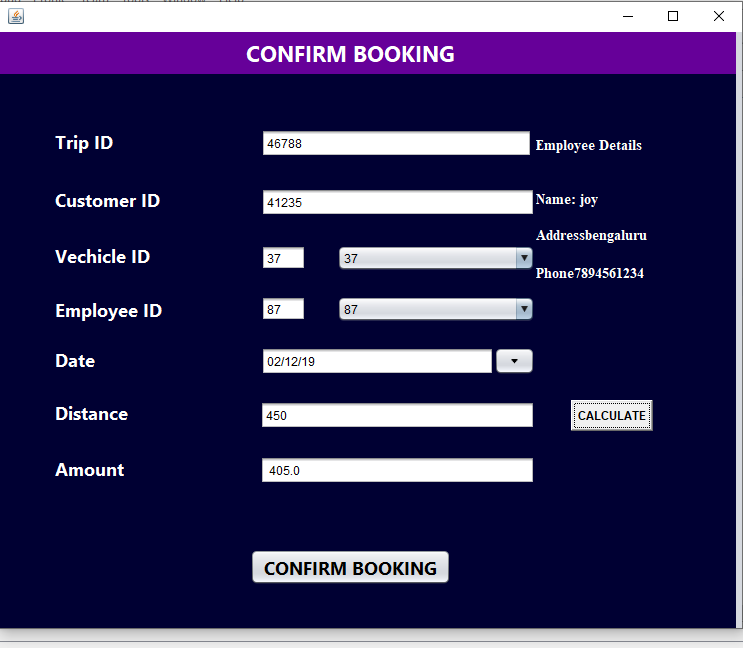 CONFIRM BOOKING
Trip ID 46788 Employee Details
Customer ID 41235 Name: joy
Addressbengaluru
Vechicle ID 37 37
Phone7894561234
Employee ID 87 87
Date 02/12/19
Distance 450 CALCULATE
Amount 405.0
CONFIRM BOOKING